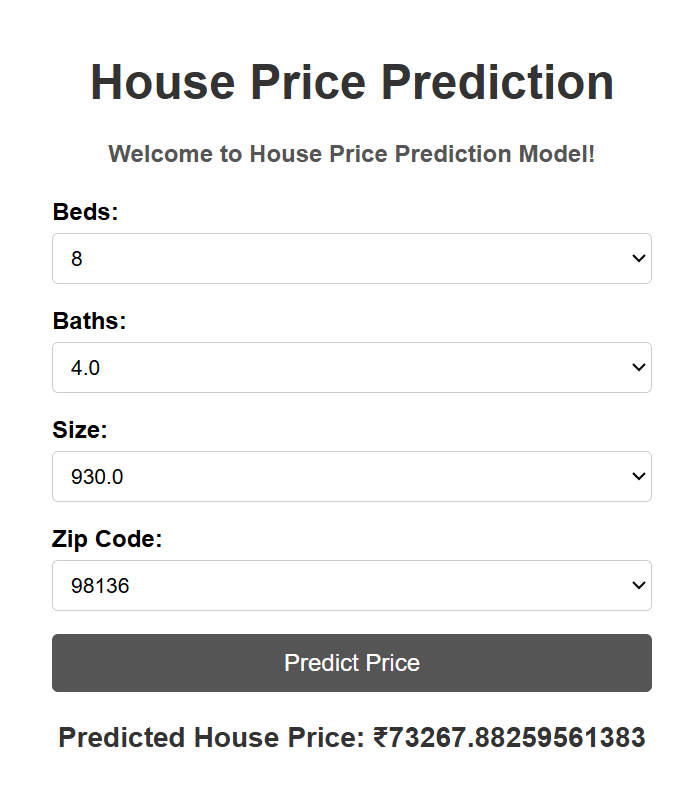 House Price Prediction
Welcome to House Price Prediction Model!
Beds:
8
Baths:
4.0
Size:
930.0
Zip Code:
98136
Predict Price
Predicted House Price: ₹73267.88259561383